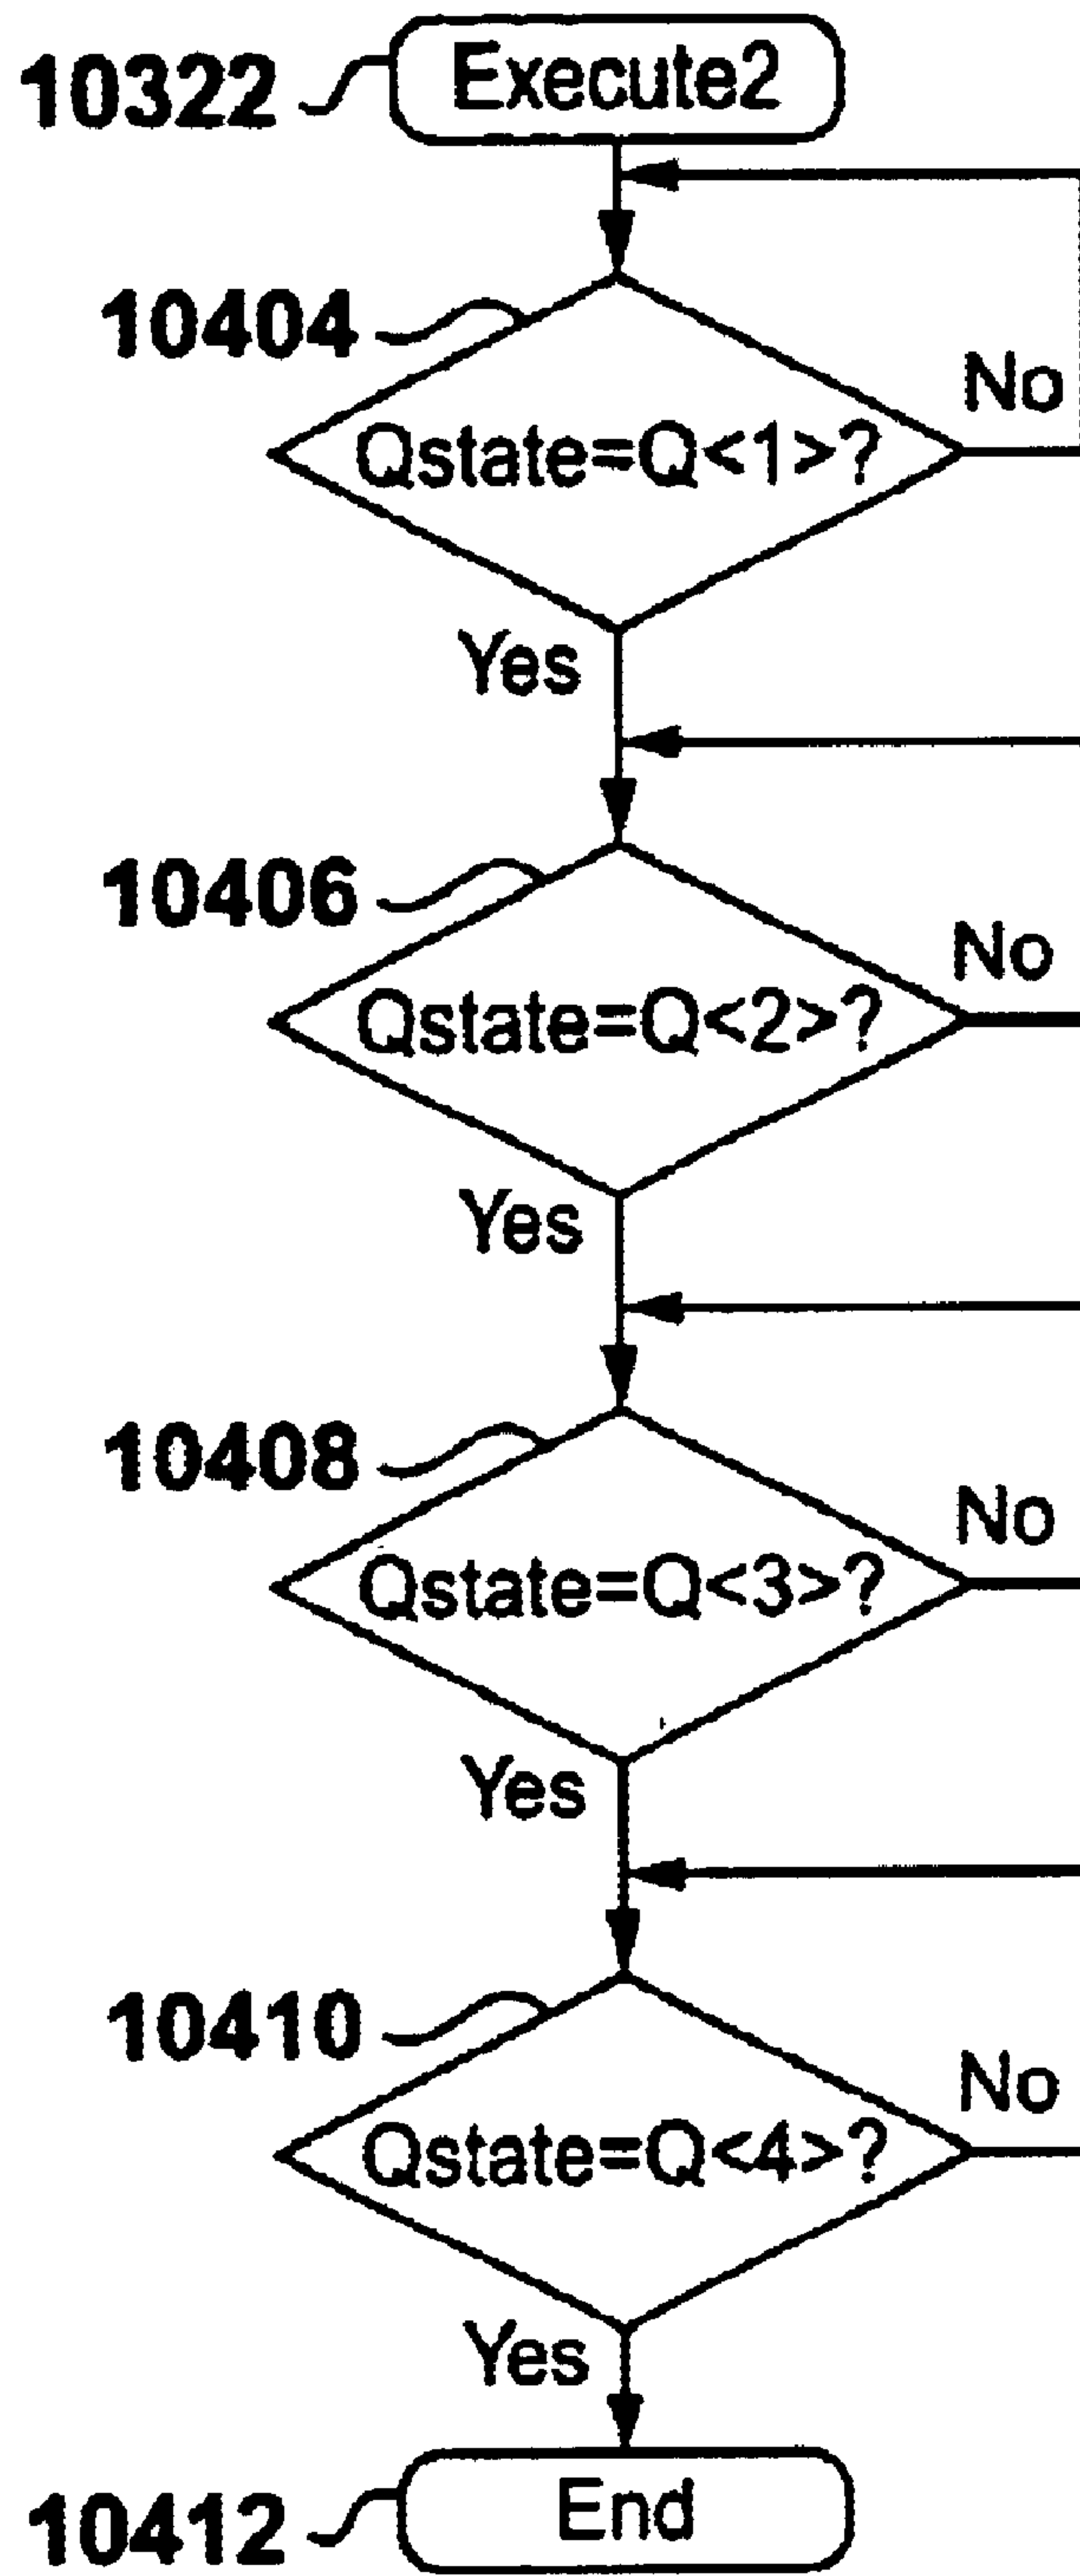 10322
Execute2
10404
No
Qstate=Q<1>?
Yes
10406
No
Qstate=Q<2>?
Yes
10408
No
Qstate=Q<3>?
Yes
10410
No
Qstate=Q<4>?
Yes
10412
End